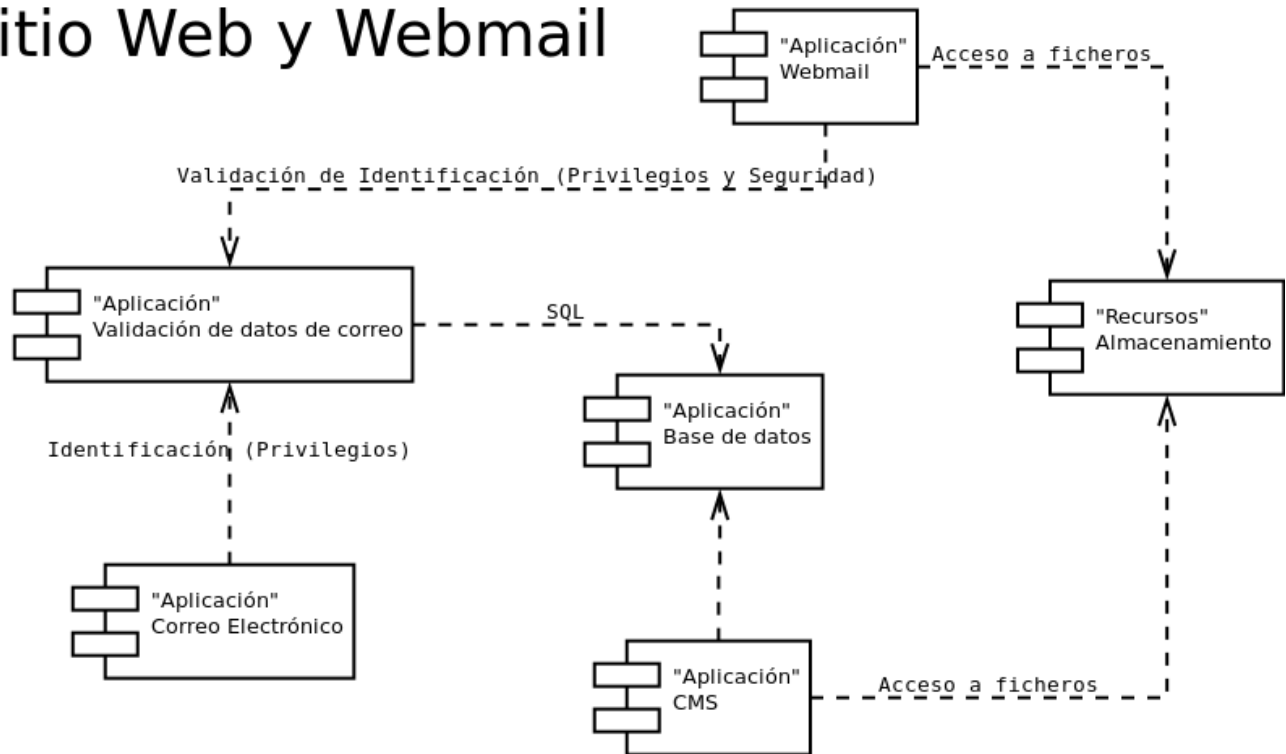 itio Web y Webmail
"Aplicación"
Webmail
Acceso a ficheros
Validación de Identificación (Privilegios y Seguridad)
"Aplicación"
Validación de datos de correo
SQL
"Recursos"
Almacenamiento
"Aplicación"
Base de datos
Identificación (Privilegios)
"Aplicación"
Correo Electrónico
"Aplicación"
CMS
Acceso a ficheros